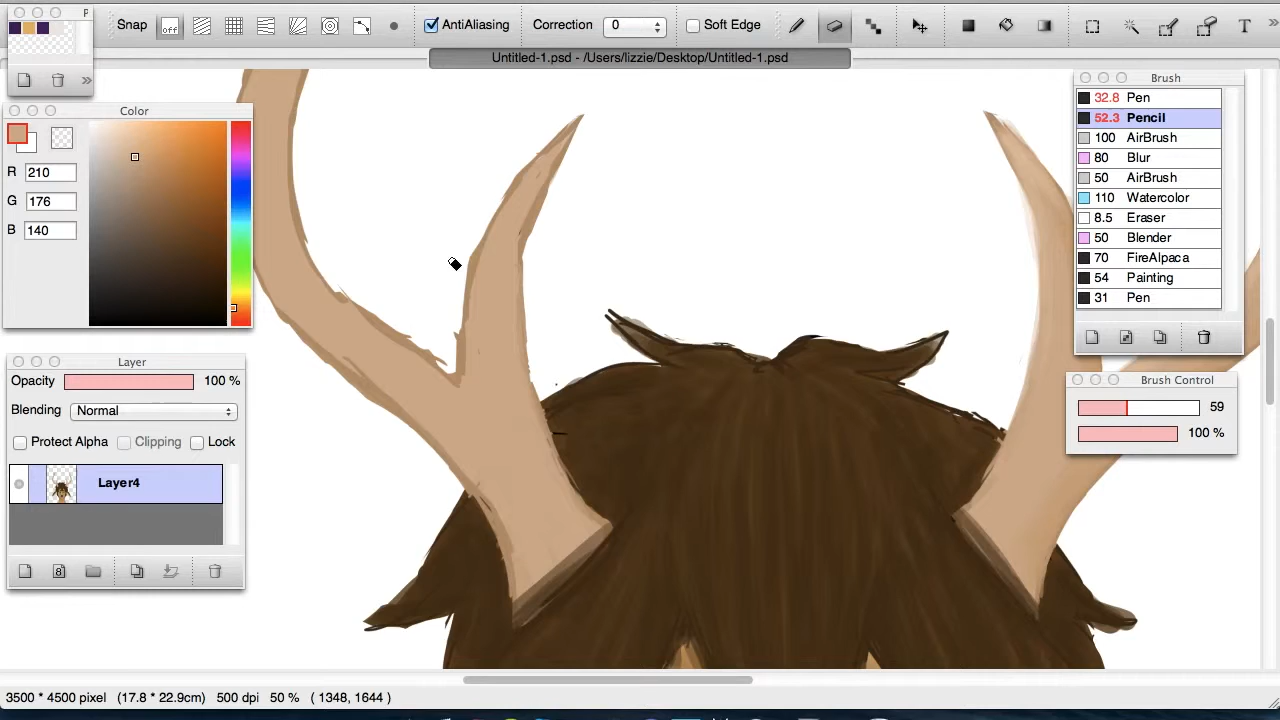 P
Snap
off
AntiAliasing
Correction
0
Soft Edge
T
Untitled-1.psd - /Users/lizzie/Desktop/Untitled-1.psd
Color
R 210
G 176
B 140
Layer
Opacity 100 %
Blending Normal
Protect Alpha Clipping Lock
Layer4
8
Brush
32.8 Pen
52.3 Pencil
100 AirBrush
80 Blur
50 AirBrush
110 Watercolor
8.5 Eraser
50 Blender
70 FireAlpaca
54 Painting
31 Pen
Brush Control
59
100 %
3500 * 4500 pixel (17.8 * 22.9cm) 500 dpi 50 % ( 1348, 1644 )